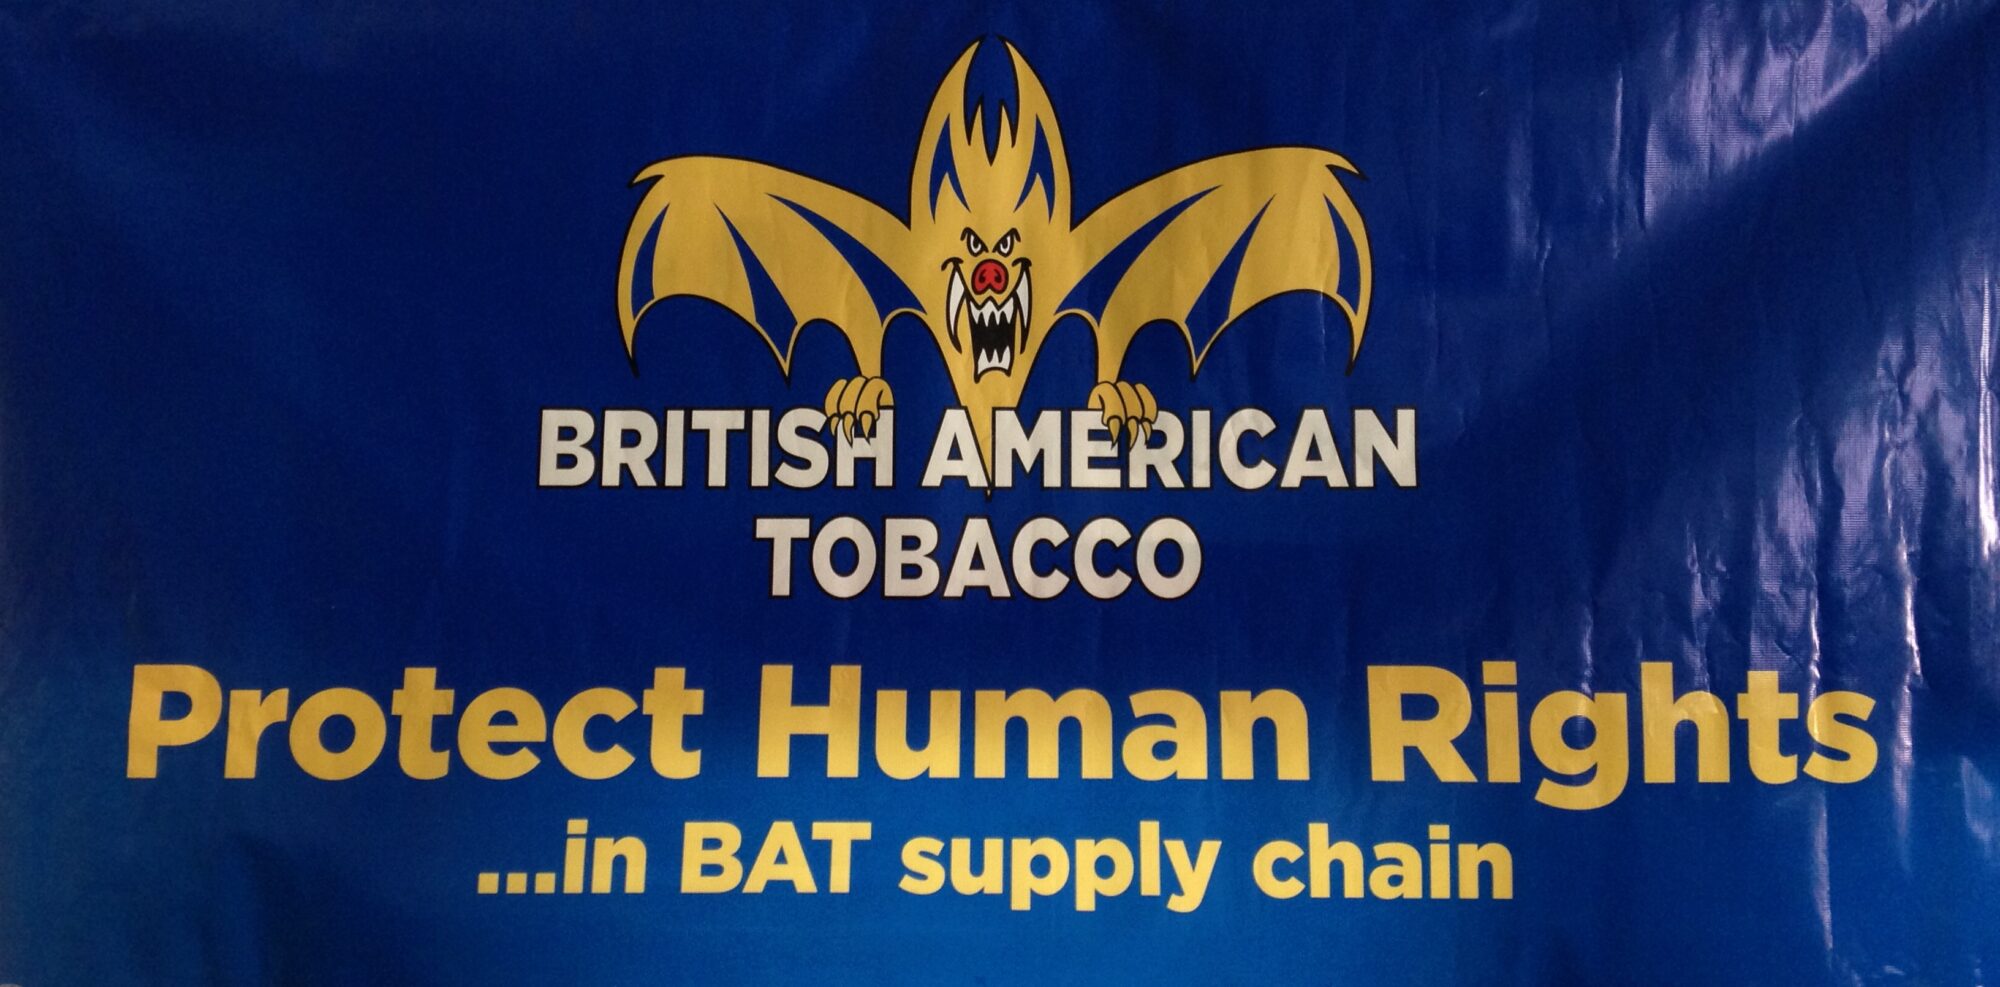 BRITISH AMERICAN
TOBACCO
Protect Human Rights
...in BAT supply chain